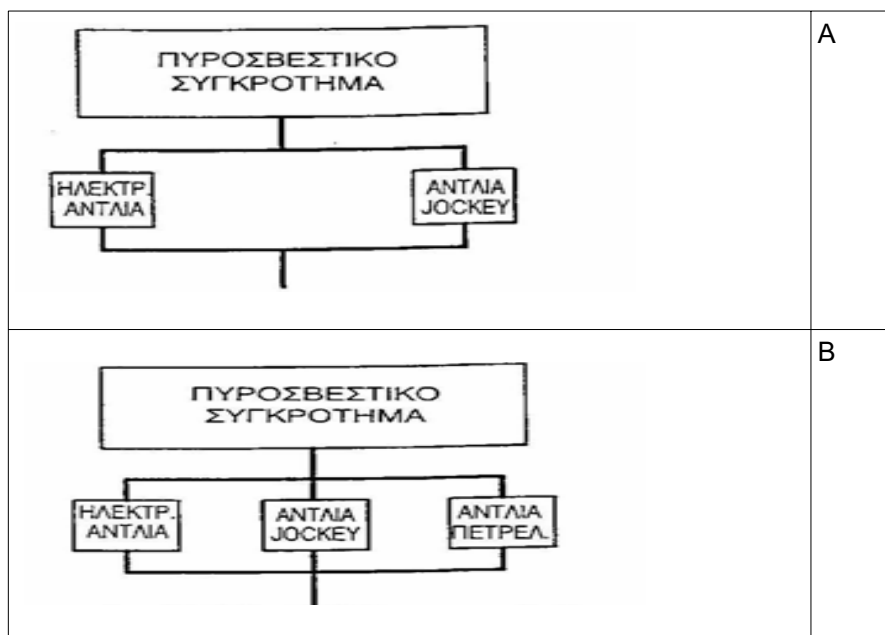 ΠΥΡΟΣΒΕΣΤΙΚΟ
ΣΥΓΚΡΟΤΗΜΑ
ΗΛΕΚΤΡ.
ΑΝΤΛΙΑ
ΑΝΤΛΙΑ
JOCKEY
A
ΠΥΡΟΣΒΕΣΤΙΚΟ
ΣΥΓΚΡΟΤΗΜΑ
ΗΛΕΚΤΡ.
ΑΝΤΛΙΑ
ΑΝΤΛΙΑ
JOCKEY
ΑΝΤΛΙΑ
ΠΕΤΡΕΛ.
B